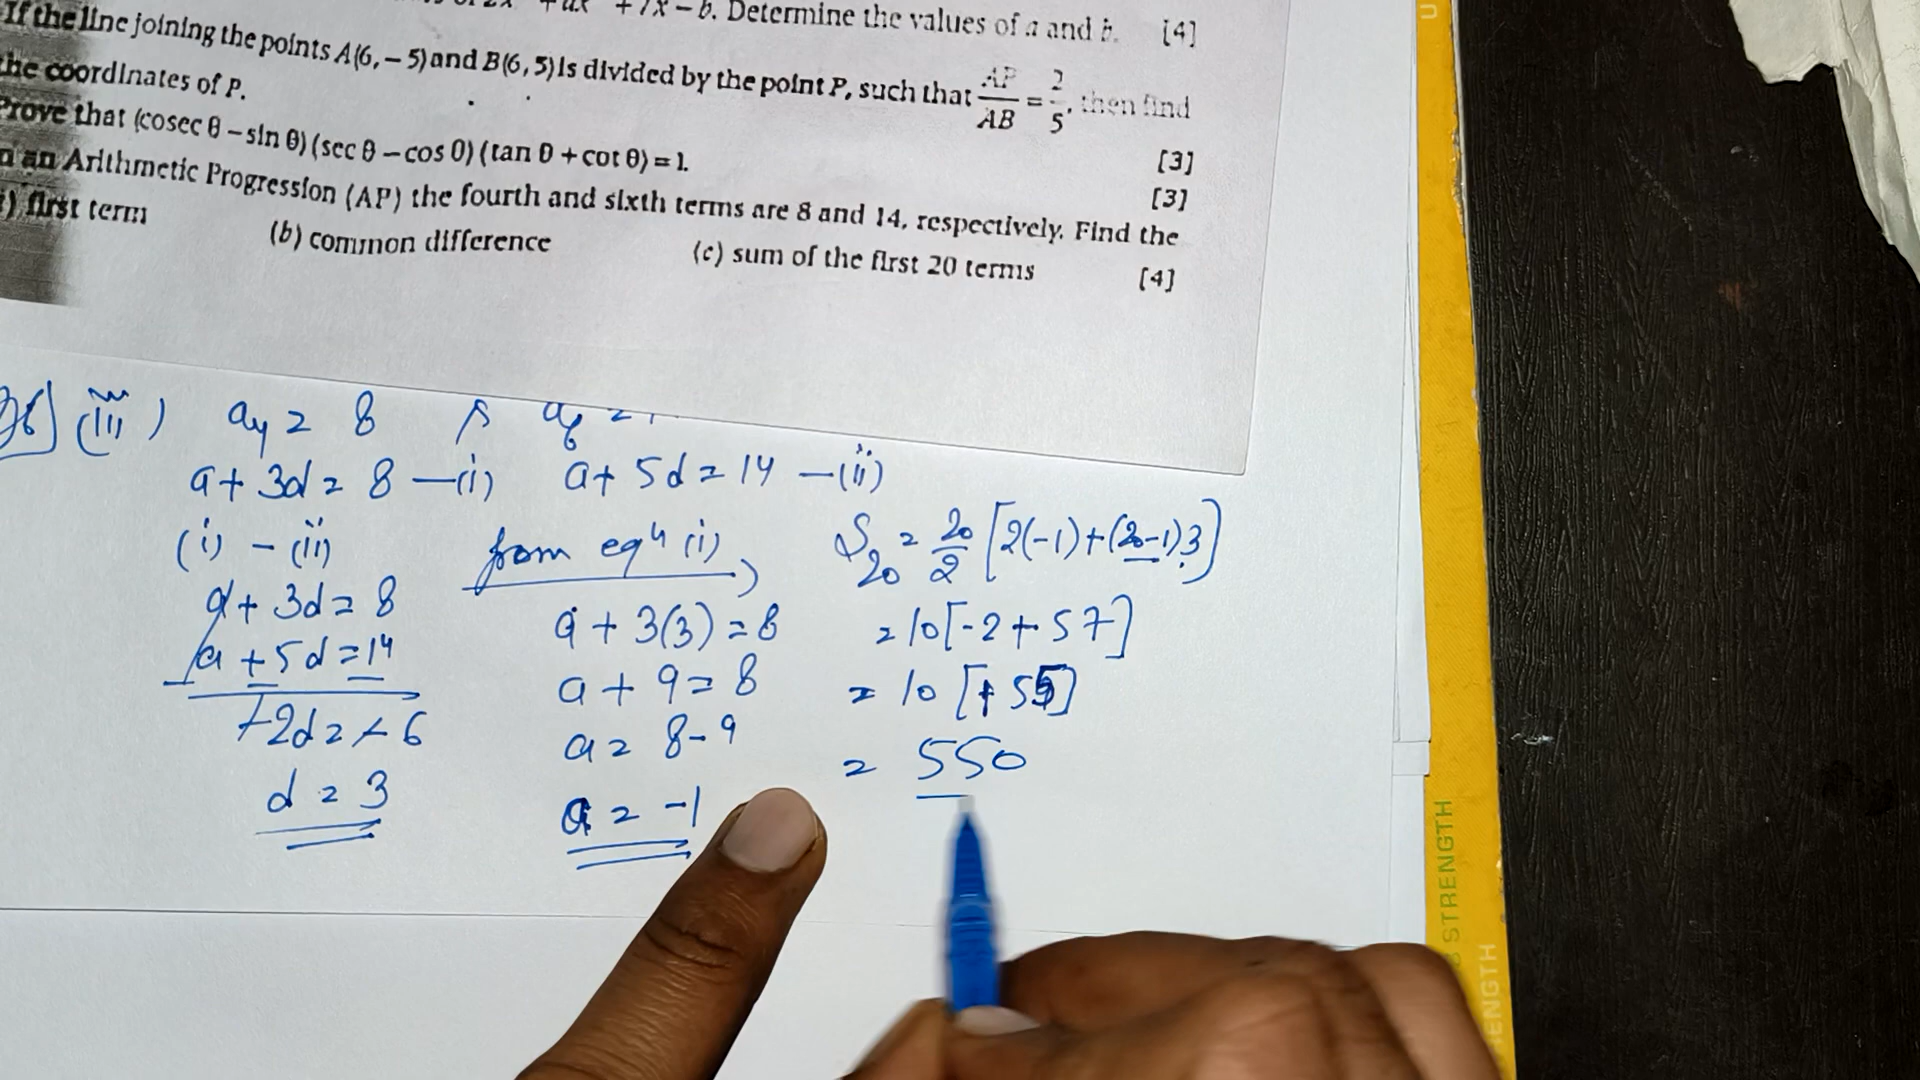 + ax + 7x − b. Determine the values of a and b. [4]
If the line joining the points A(6, − 5) and B(6, 5) is divided by the point P, such that AP/AB = 2/5, then find
the coordinates of P. [3]
Prove that (cosec θ − sin θ) (sec θ − cos θ) (tan θ + cot θ) = 1. [3]
n an Arithmetic Progression (AP) the fourth and sixth terms are 8 and 14, respectively. Find the
) first term (b) common difference (c) sum of the first 20 terms [4]
(iii) a4 = 8 , a6 =
a + 3d = 8 —(i) a + 5d = 14 —(ii)
(i) − (ii)
a + 3d = 8
a + 5d = 14
−2d = −6
d = 3
from eqn (i),
a + 3(3) = 8
a + 9 = 8
a = 8 - 9
a = -1
S20 = 20/2 [2(-1)+(20-1)3]
= 10[-2 + 57]
= 10 [+55]
= 550
STRENGTH
ENGTH
U